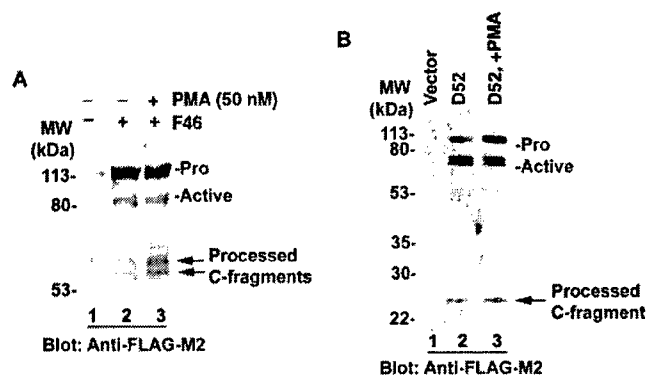 A
- - + PMA (50 nM)
- + + F46
MW
(kDa)
113-
80-
53-
-Pro
-Active
Processed
C-fragments
1 2 3
Blot: Anti-FLAG-M2
B
Vector
D52
D52, +PMA
MW
(kDa)
113-
80-
53-
35-
30-
22-
-Pro
-Active
Processed
C-fragment
1 2 3
Blot: Anti-FLAG-M2